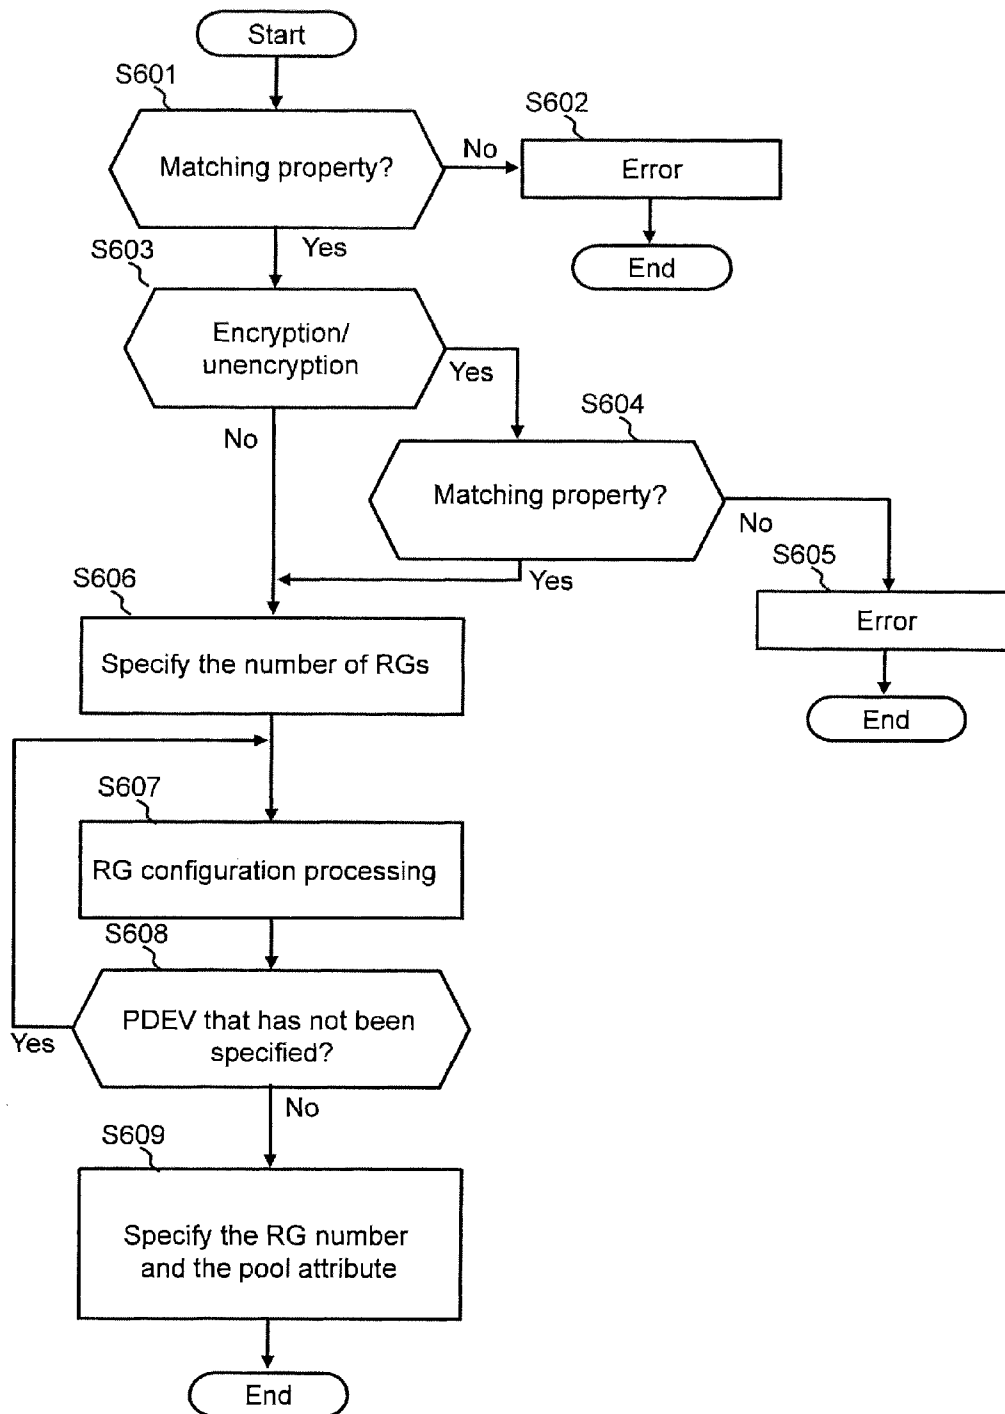 Start
S601
Matching property?
No
S602
Error
End
Yes
S603
Encryption/
unencryption
Yes
No
S604
Matching property?
No
Yes
S605
Error
End
S606
Specify the number of RGs
S607
RG configuration processing
S608
PDEV that has not been
specified?
Yes
No
S609
Specify the RG number
and the pool attribute
End